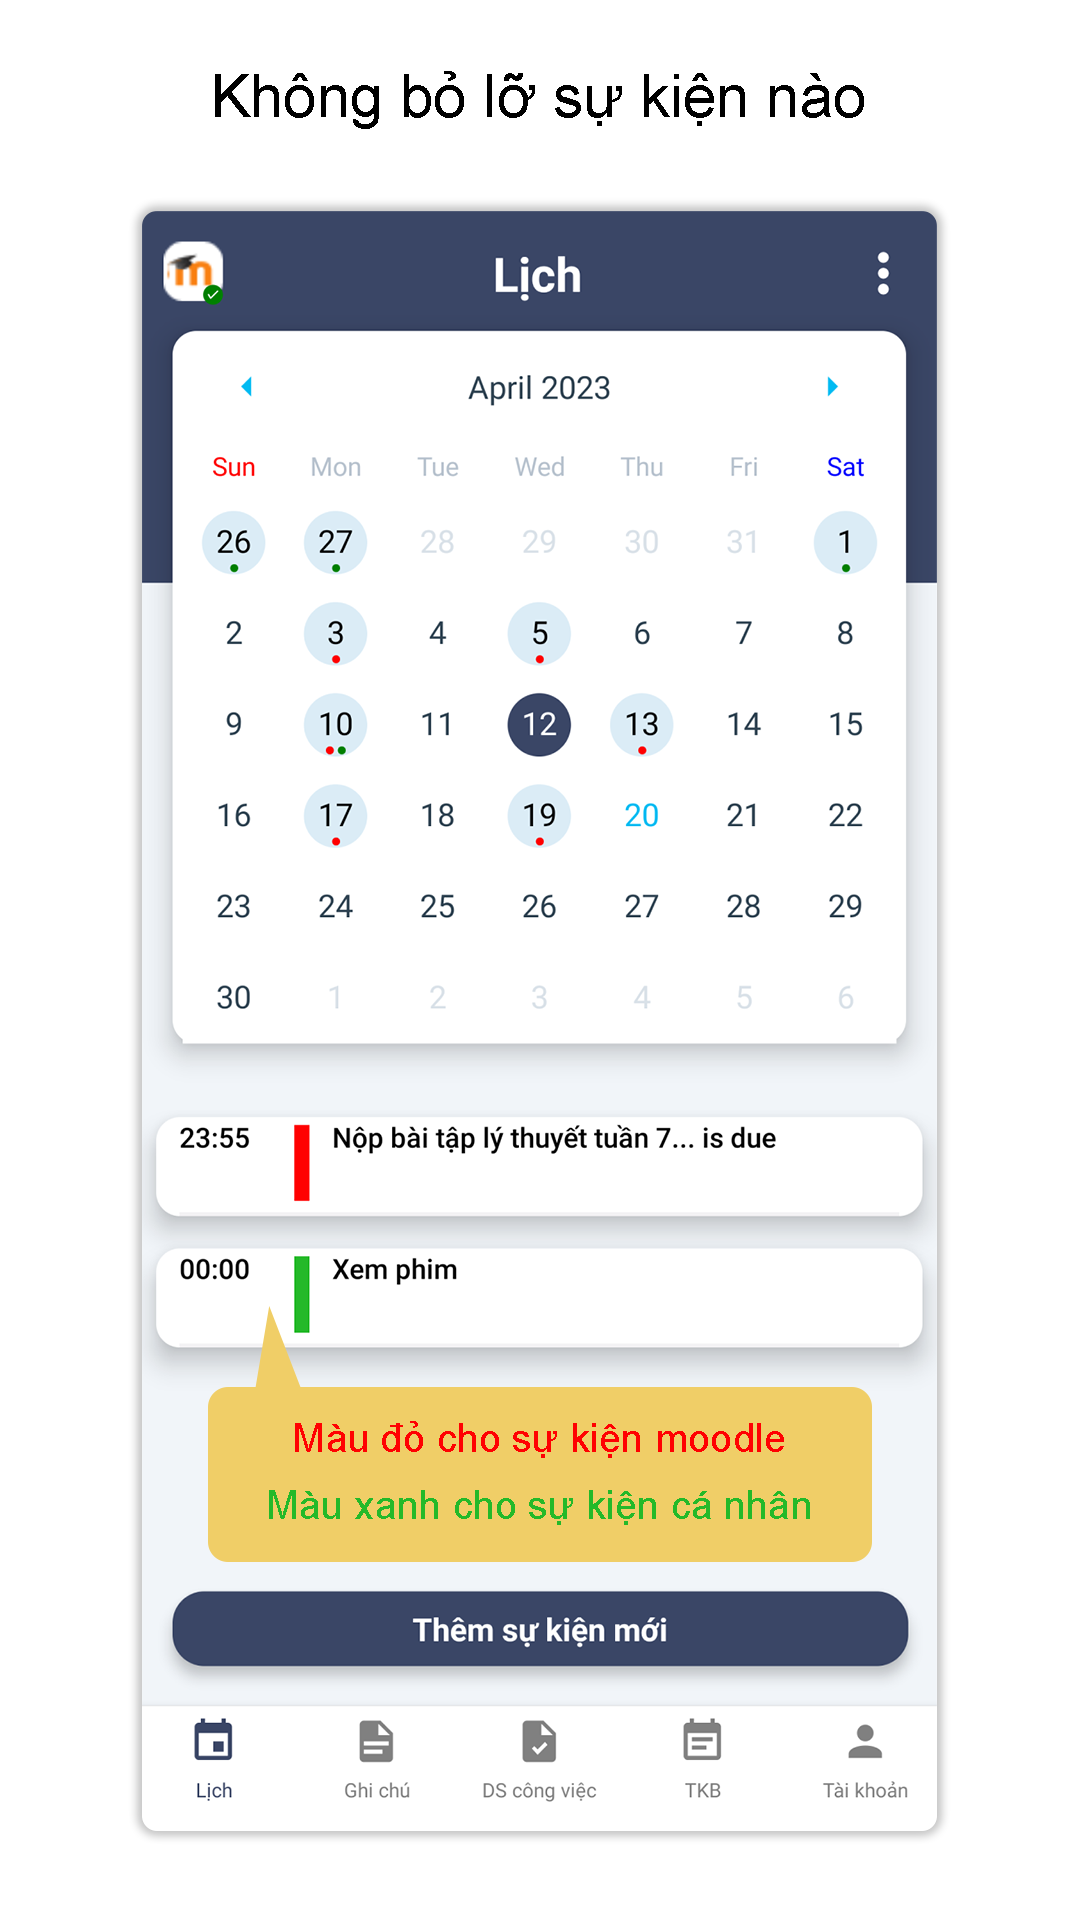 Không bỏ lỡ sự kiện nào
m
Lịch
April 2023
Sun Mon Tue Wed Thu Fri Sat
26 27 28 29 30 31 1
2 3 4 5 6 7 8
9 10 11 12 13 14 15
16 17 18 19 20 21 22
23 24 25 26 27 28 29
30 1 2 3 4 5 6
23:55 Nộp bài tập lý thuyết tuần 7... is due
00:00 Xem phim
Màu đỏ cho sự kiện moodle
Màu xanh cho sự kiện cá nhân
Thêm sự kiện mới
Lịch Ghi chú DS công việc TKB Tài khoản